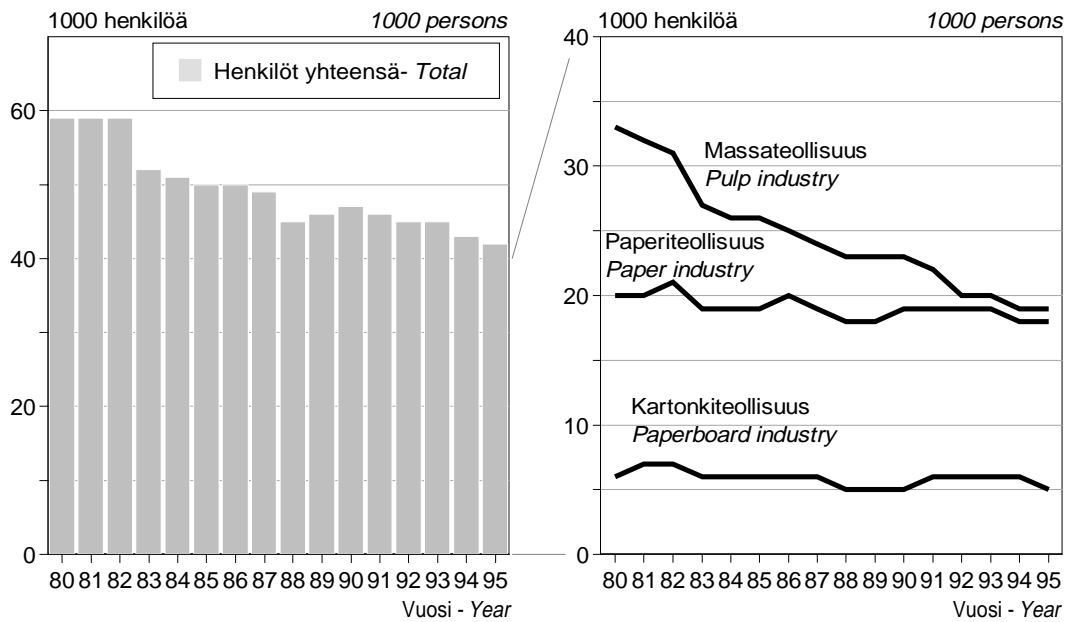 1000 henkilöä 1000 persons
Henkilöt yhteensä- Total
60
40
20
0
80 81 82 83 84 85 86 87 88 89 90 91 92 93 94 95
Vuosi - Year
1000 henkilöä 1000 persons
40
Massateollisuus
Pulp industry
30
Paperiteollisuus
Paper industry
20
Kartonkiteollisuus
Paperboard industry
10
0
80 81 82 83 84 85 86 87 88 89 90 91 92 93 94 95
Vuosi - Year